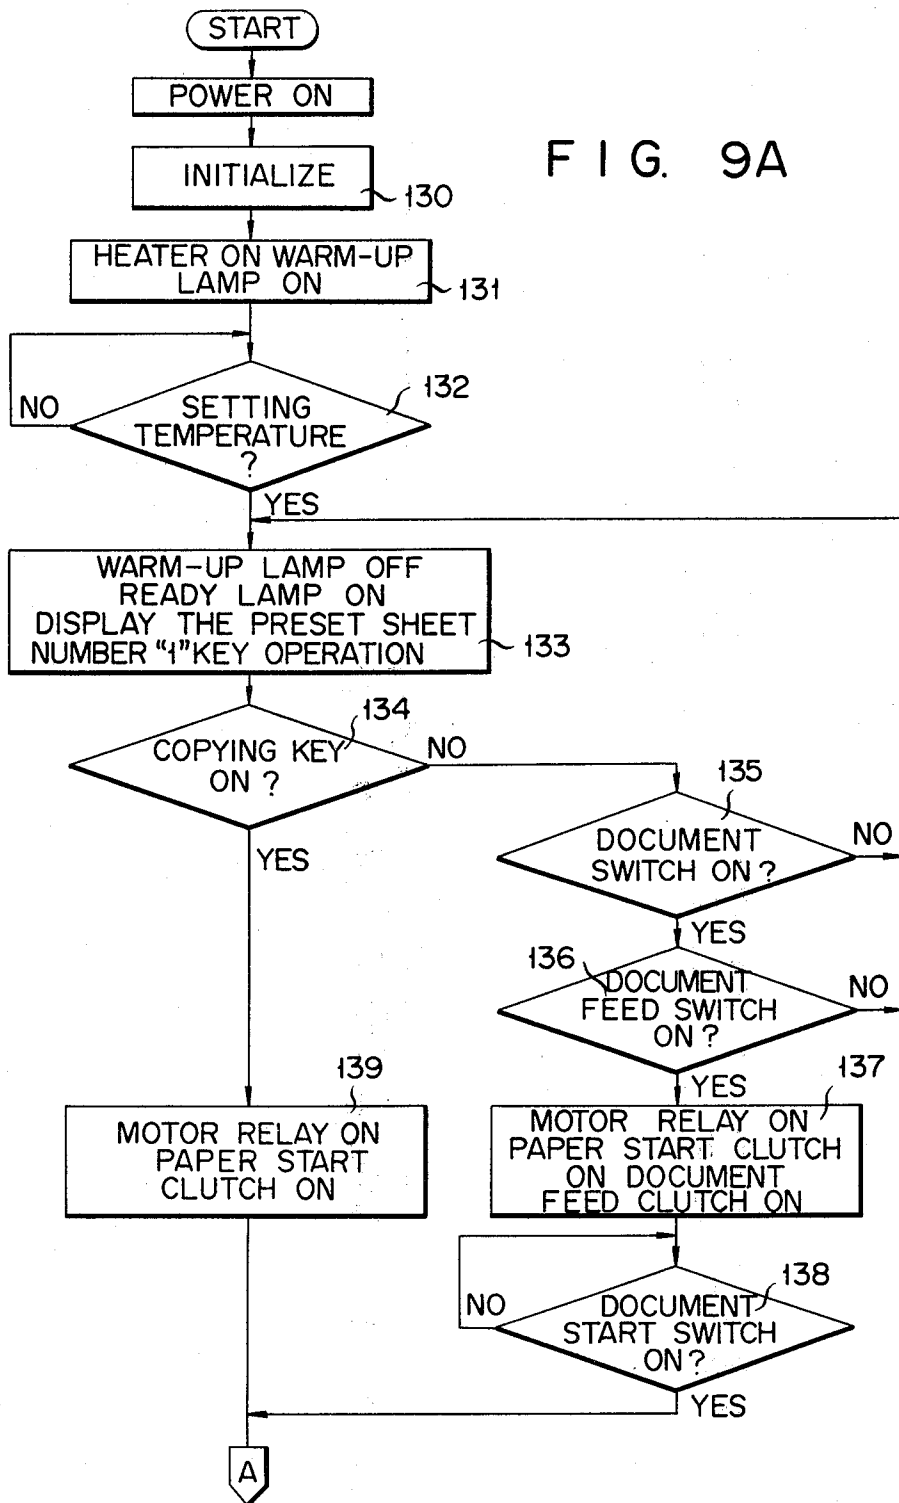 START
POWER ON
FIG. 9A
INITIALIZE
130
HEATER ON WARM-UP
LAMP ON
131
132
NO
SETTING
TEMPERATURE
?
YES
WARM-UP LAMP OFF
READY LAMP ON
DISPLAY THE PRESET SHEET
NUMBER "1" KEY OPERATION
133
134
COPYING KEY
ON ?
NO
YES
135
DOCUMENT
SWITCH ON ?
NO
YES
136
DOCUMENT
FEED SWITCH
ON ?
NO
YES
139
MOTOR RELAY ON
PAPER START
CLUTCH ON
137
MOTOR RELAY ON
PAPER START CLUTCH
ON DOCUMENT
FEED CLUTCH ON
138
NO
DOCUMENT
START SWITCH
ON ?
YES
A